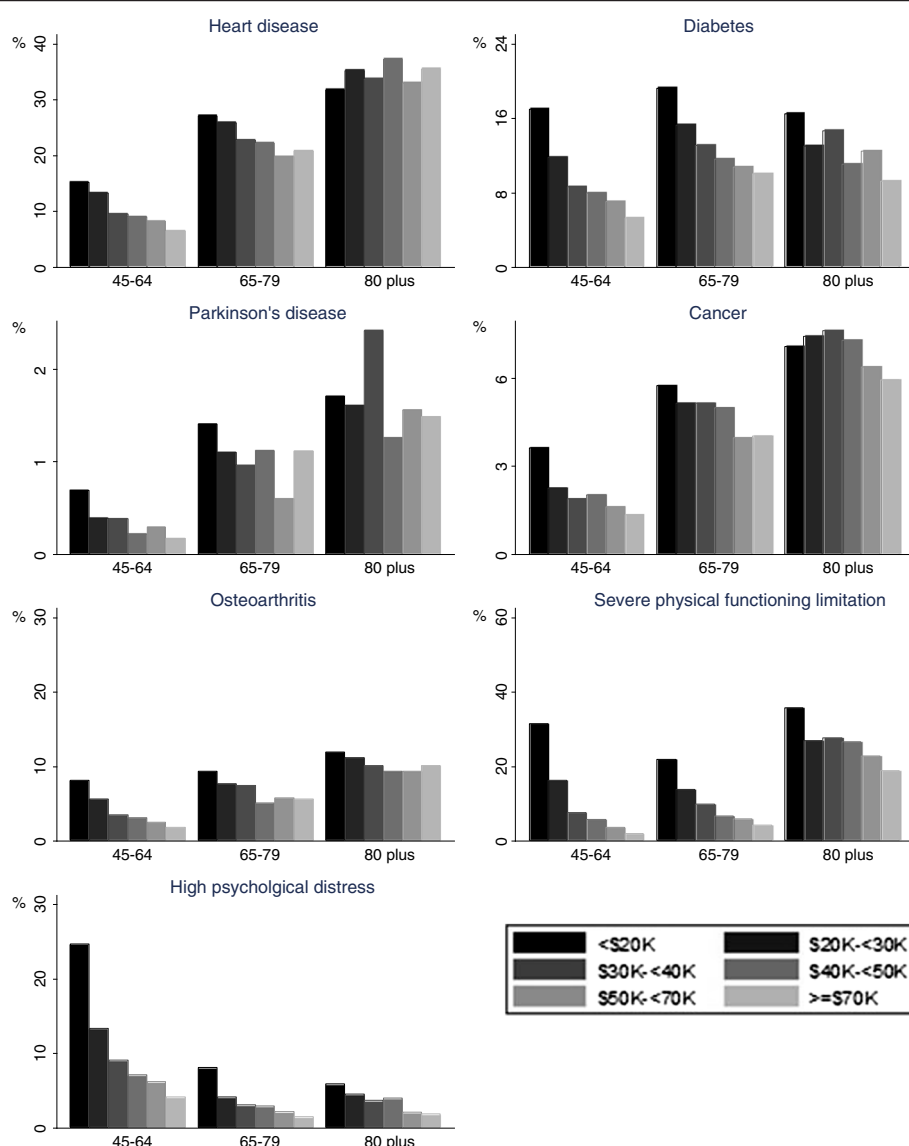 Heart disease
%
40
30
20
10
0
45-64 65-79 80 plus
Diabetes
%
24
16
8
0
45-64 65-79 80 plus
Parkinson's disease
%
2
1
0
45-64 65-79 80 plus
Cancer
%
6
3
0
45-64 65-79 80 plus
Osteoarthritis
%
30
20
10
0
45-64 65-79 80 plus
Severe physical functioning limitation
%
60
40
20
0
45-64 65-79 80 plus
High psycholgical distress
%
30
20
10
0
45-64 65-79 80 plus
<$20K $20K-<30K
$30K-<40K $40K-<50K
$50K-<70K >=$70K